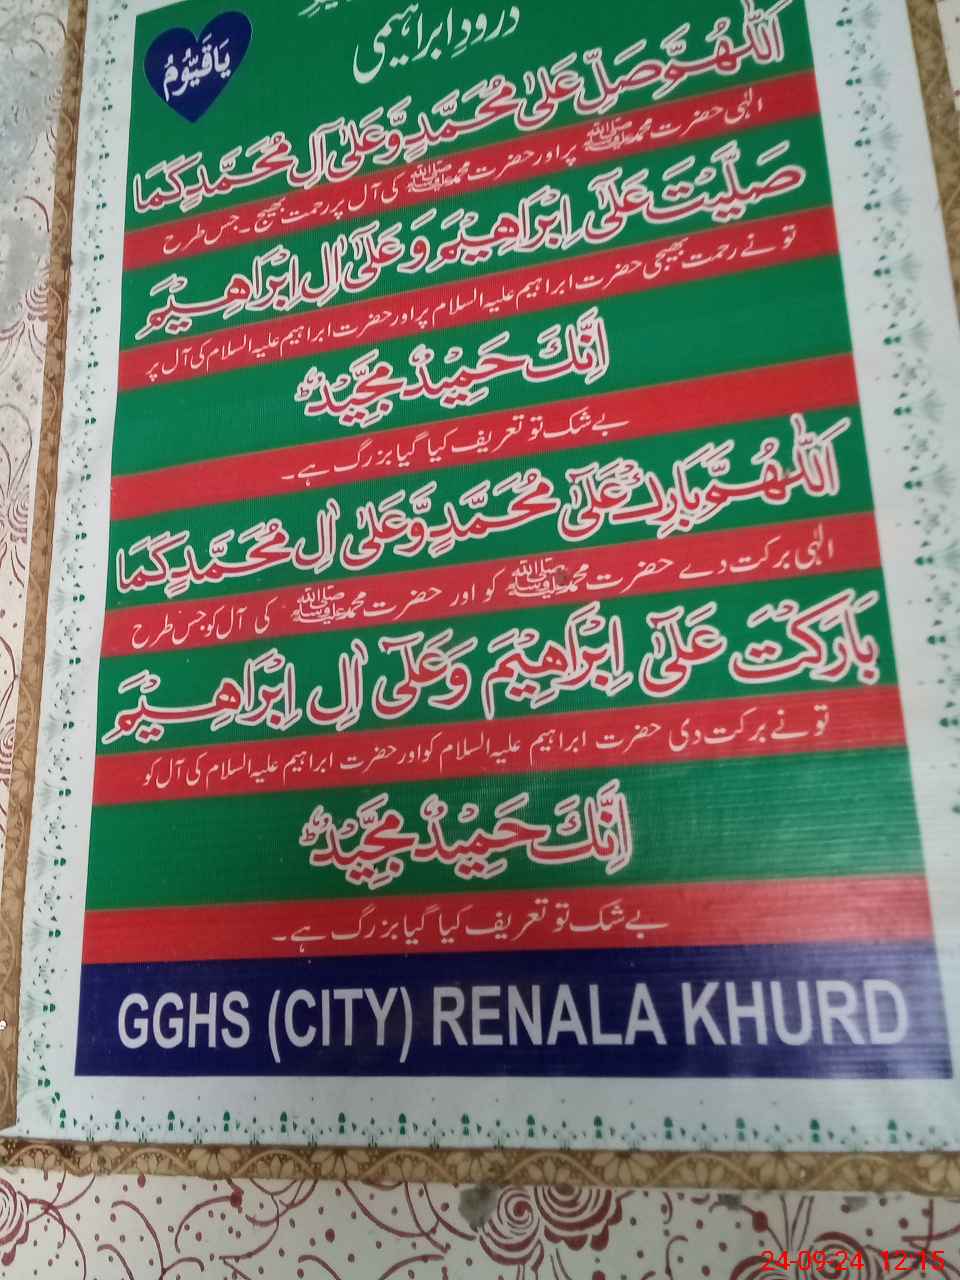 درودِ ابراہیمی
یَاقَیُّوْمُ
اَللّٰهُمَّ صَلِّ عَلٰی مُحَمَّدٍ وَّعَلٰٓی اٰلِ مُحَمَّدٍ کَمَا
الٰہی حضرت محمد ﷺ پر اور حضرت محمد ﷺ کی آل پر رحمت بھیج۔ جس طرح
صَلَّیْتَ عَلٰٓی اِبْرَاهِیْمَ وَ عَلٰٓی اٰلِ اِبْرَاهِیْمَ
تو نے رحمت بھیجی حضرت ابراہیم علیہ السلام پر اور حضرت ابراہیم علیہ السلام کی آل پر
اِنَّكَ حَمِیْدٌ مَّجِیْدٌ ؕ
بے شک تو تعریف کیا گیا بزرگ ہے۔
اَللّٰهُمَّ بَارِكْ عَلٰی مُحَمَّدٍ وَّعَلٰٓی اٰلِ مُحَمَّدٍ کَمَا
الٰہی برکت دے حضرت محمد ﷺ کو اور حضرت محمد ﷺ کی آل کو جس طرح
بَارَکْتَ عَلٰٓی اِبْرَاهِیْمَ وَعَلٰٓی اٰلِ اِبْرَاهِیْمَ
تو نے برکت دی حضرت ابراہیم علیہ السلام کو اور حضرت ابراہیم علیہ السلام کی آل کو
اِنَّكَ حَمِیْدٌ مَّجِیْدٌ ؕ
بے شک تو تعریف کیا گیا بزرگ ہے۔
GGHS (CITY) RENALA KHURD
24-09-24 12:15